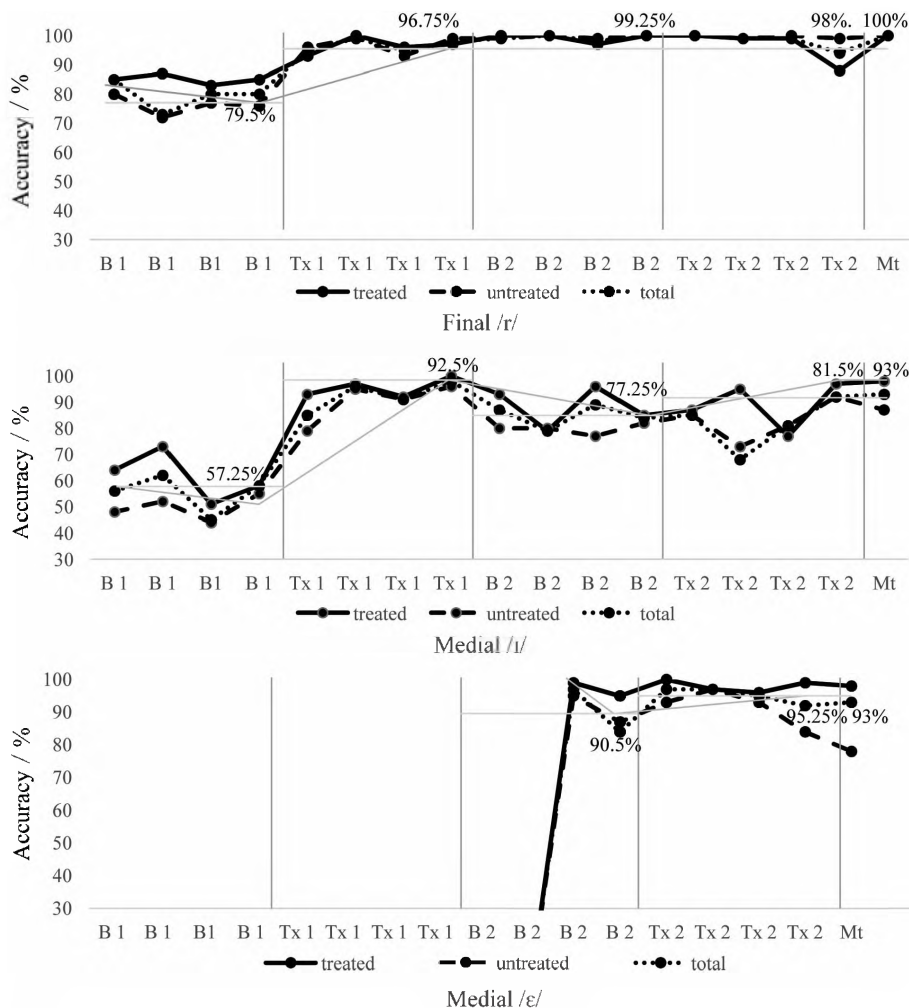 96.75% 99.25% 98%. 100%
100
90
80
79.5%
70
60
50
40
30
Accuracy / %
B 1 B 1 B1 B 1 Tx 1 Tx 1 Tx 1 Tx 1 B 2 B 2 B 2 B 2 Tx 2 Tx 2 Tx 2 Tx 2 Mt
treated untreated total
Final /r/
92.5% 81.5% 93%
100
90
80
77.25%
70
60
57.25%
50
40
30
Accuracy / %
B 1 B 1 B1 B 1 Tx 1 Tx 1 Tx 1 Tx 1 B 2 B 2 B 2 B 2 Tx 2 Tx 2 Tx 2 Tx 2 Mt
treated untreated total
Medial /ɪ/
100
90
95.25% 93%
80
90.5%
70
60
50
40
30
Accuracy / %
B 1 B 1 B1 B 1 Tx 1 Tx 1 Tx 1 Tx 1 B 2 B 2 B 2 B 2 Tx 2 Tx 2 Tx 2 Tx 2 Mt
treated untreated total
Medial /ε/